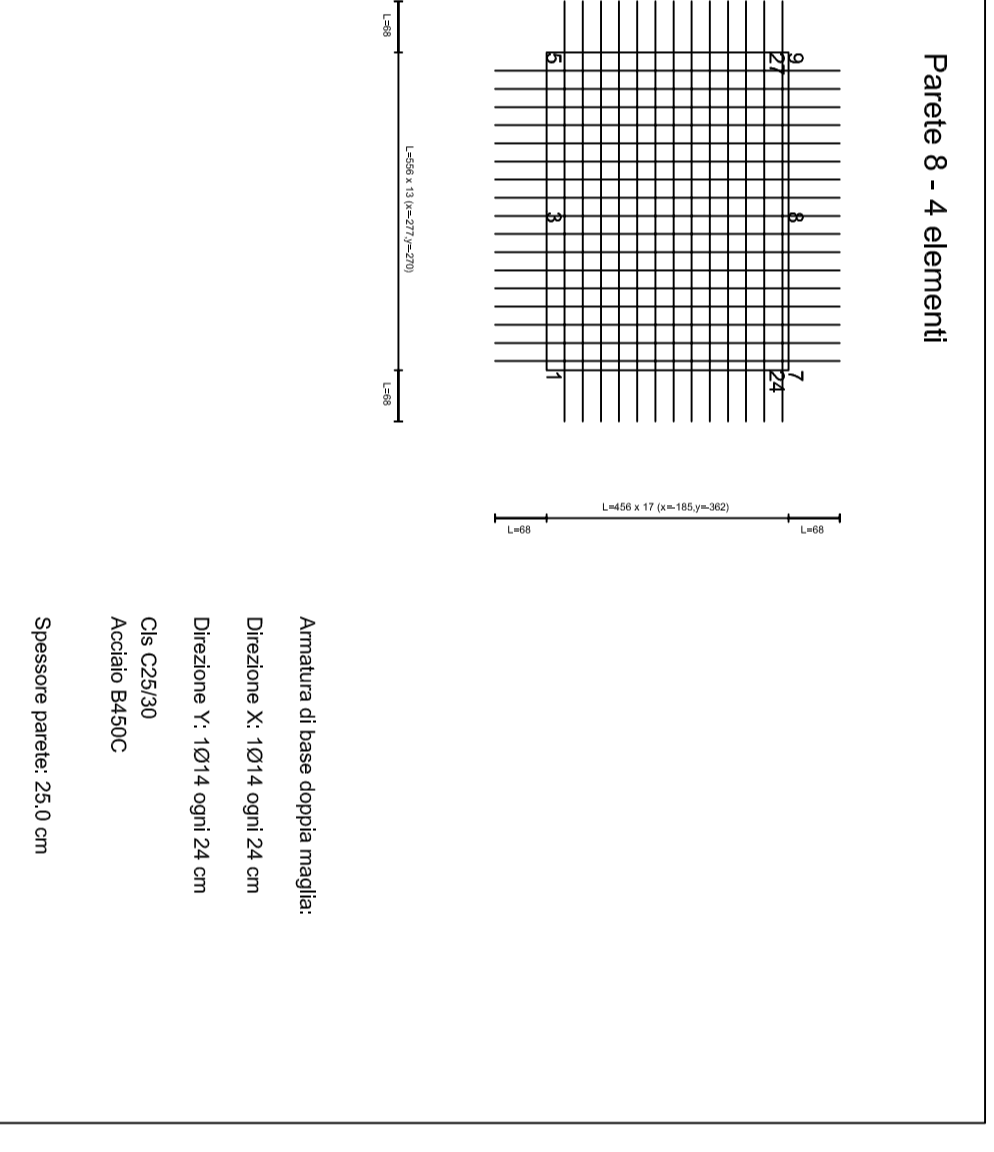 Parete 8 - 4 elementi
5
27
9
3
8
1
24
7
L=68
L=556 x 13 (x=-277,y=-270)
L=68
L=456 x 17 (x=-185,y=-362)
L=68
L=68
Armatura di base doppia maglia:
Direzione X: 1Ø14 ogni 24 cm
Direzione Y: 1Ø14 ogni 24 cm
Cls C25/30
Acciaio B450C
Spessore parete: 25.0 cm